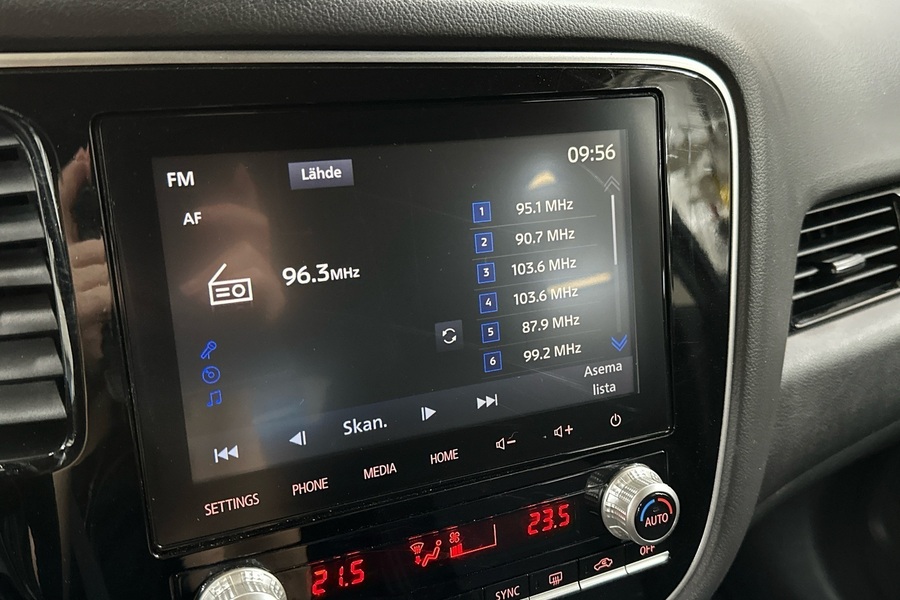 FM
Lähde
09:56
AF
96.3MHz
1 95.1 MHz
2 90.7 MHz
3 103.6 MHz
4 103.6 MHz
5 87.9 MHz
6 99.2 MHz
Asema
lista
Skan.
SETTINGS PHONE MEDIA HOME
21.5
23.5
AUTO
SYNC
OFF